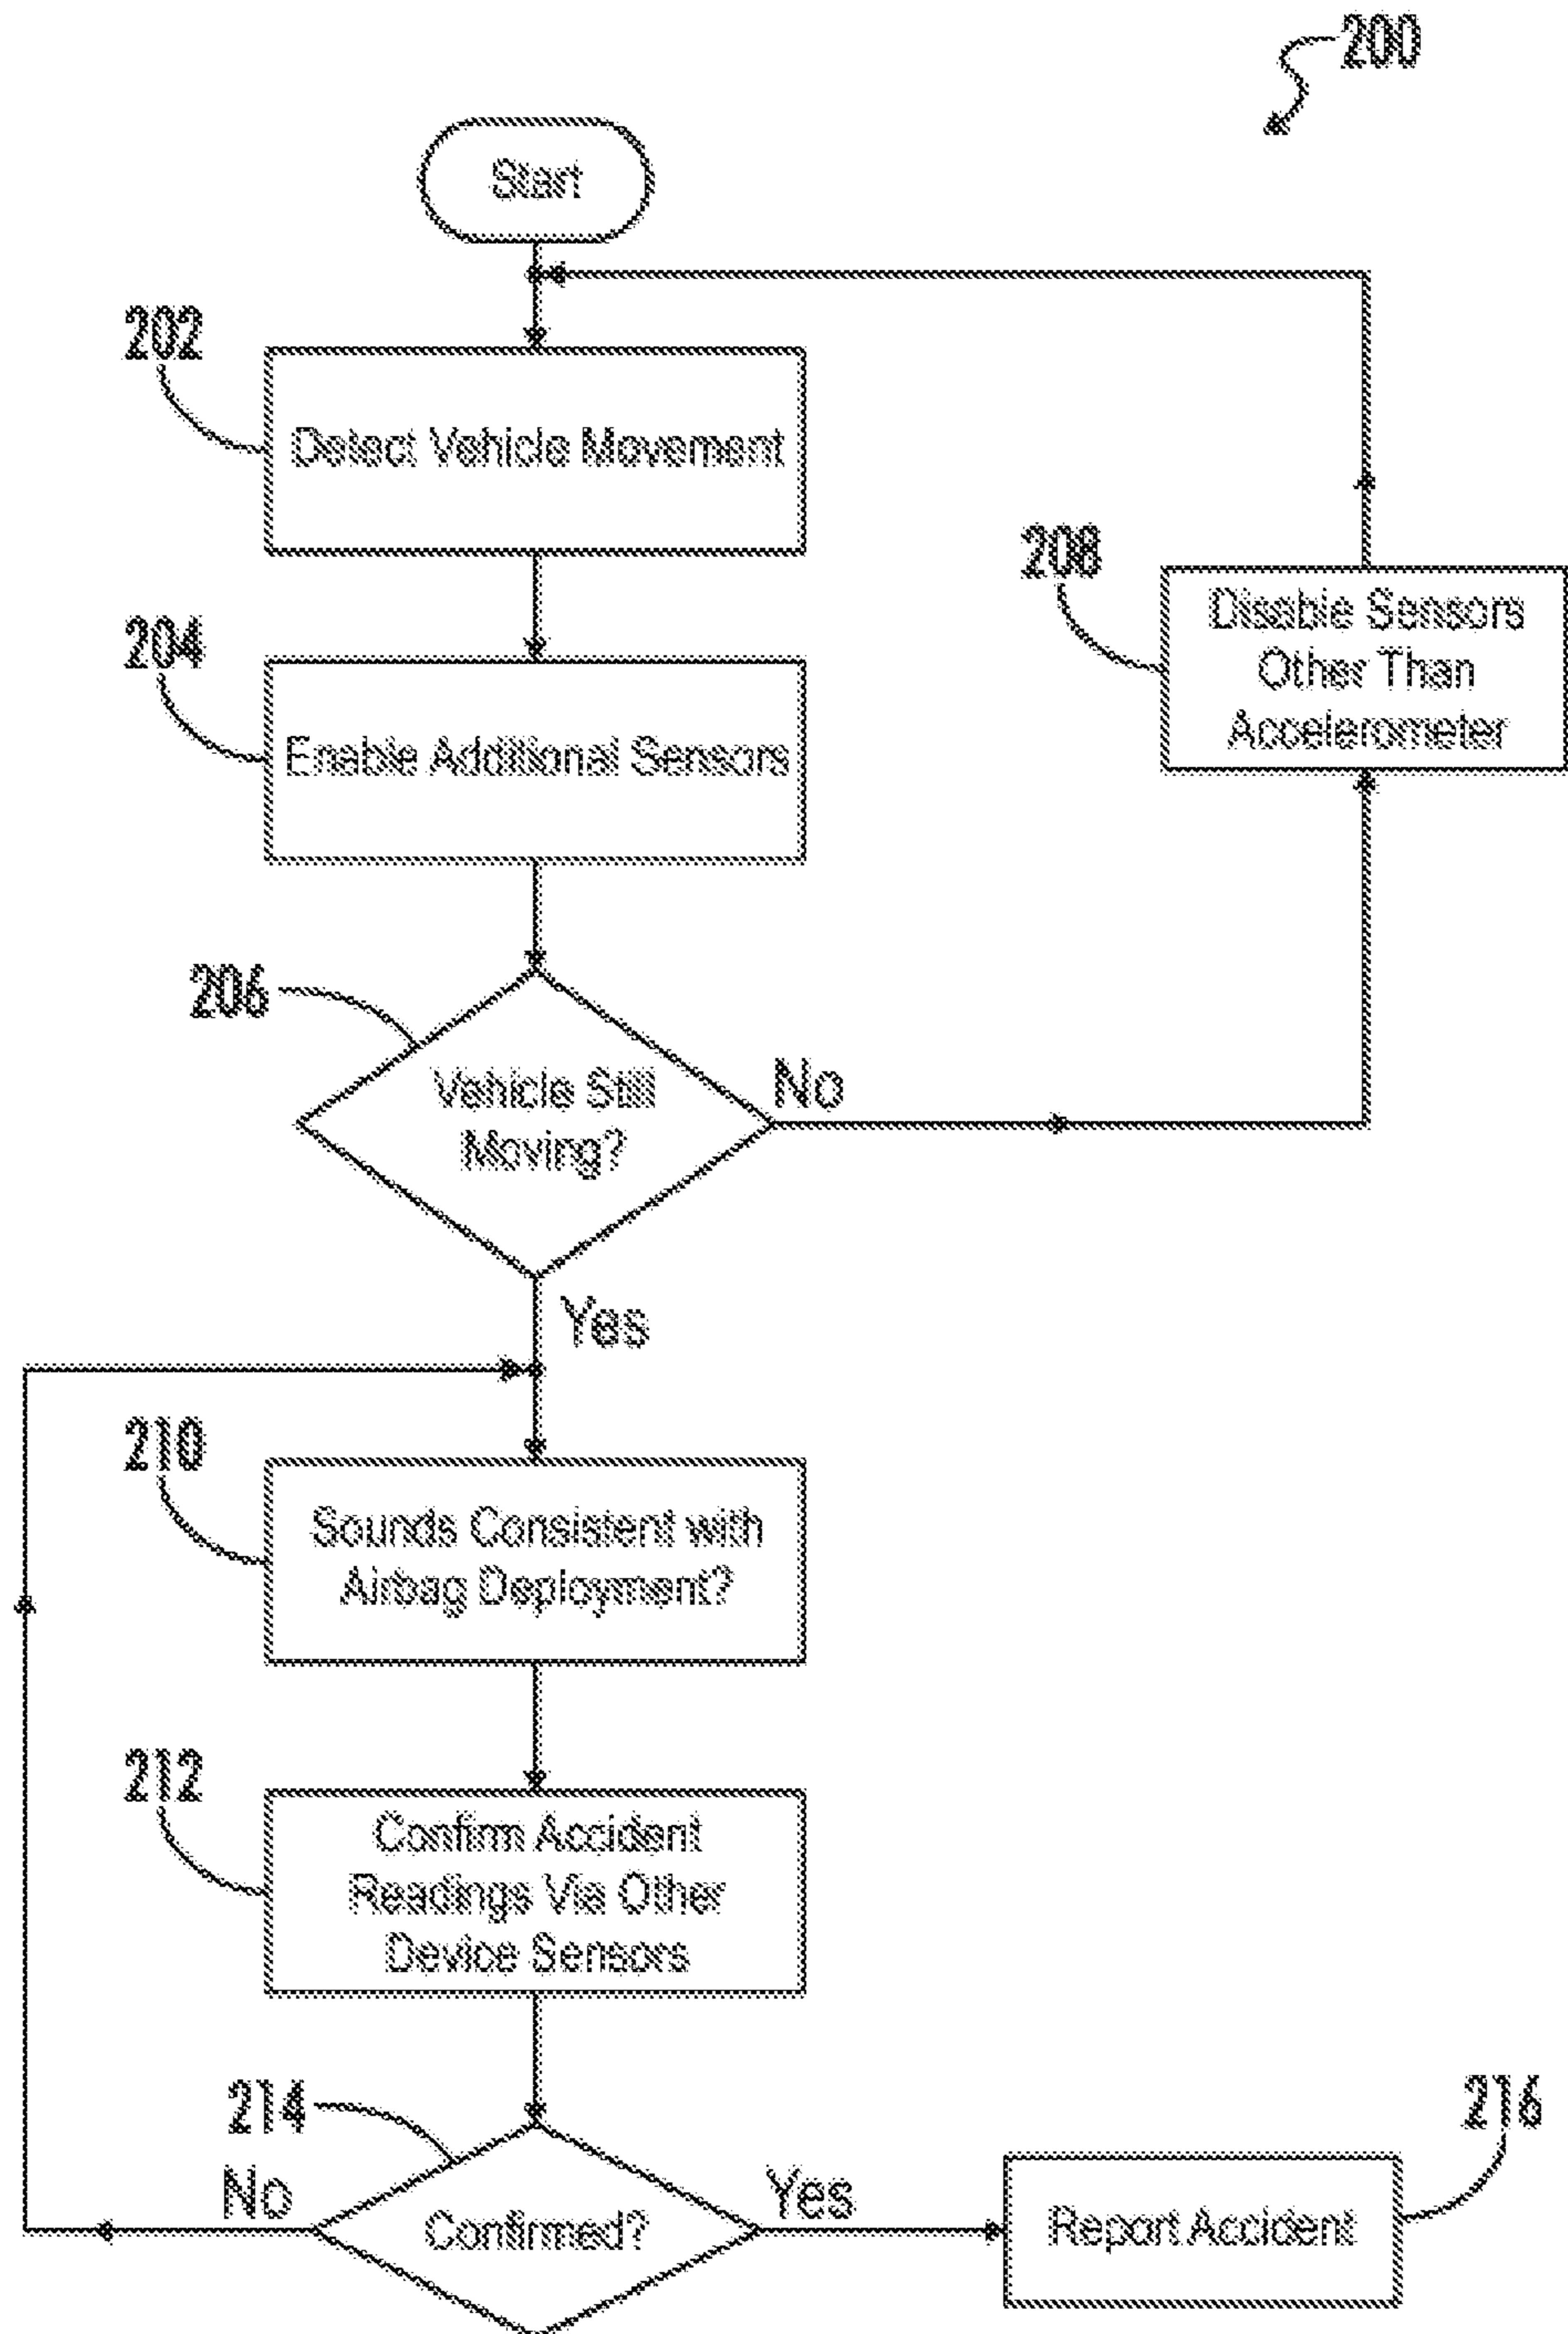 200
Start
202
Detect Vehicle Movement
208
Disable Sensors
Other Than
Accelerometer
204
Enable Additional Sensors
206
Vehicle Still
Moving?
No
Yes
210
Sounds Consistent with
Airbag Deployment?
212
Confirm Accident
Readings Via Other
Device Sensors
214
216
No
Confirmed?
Yes
Report Accident